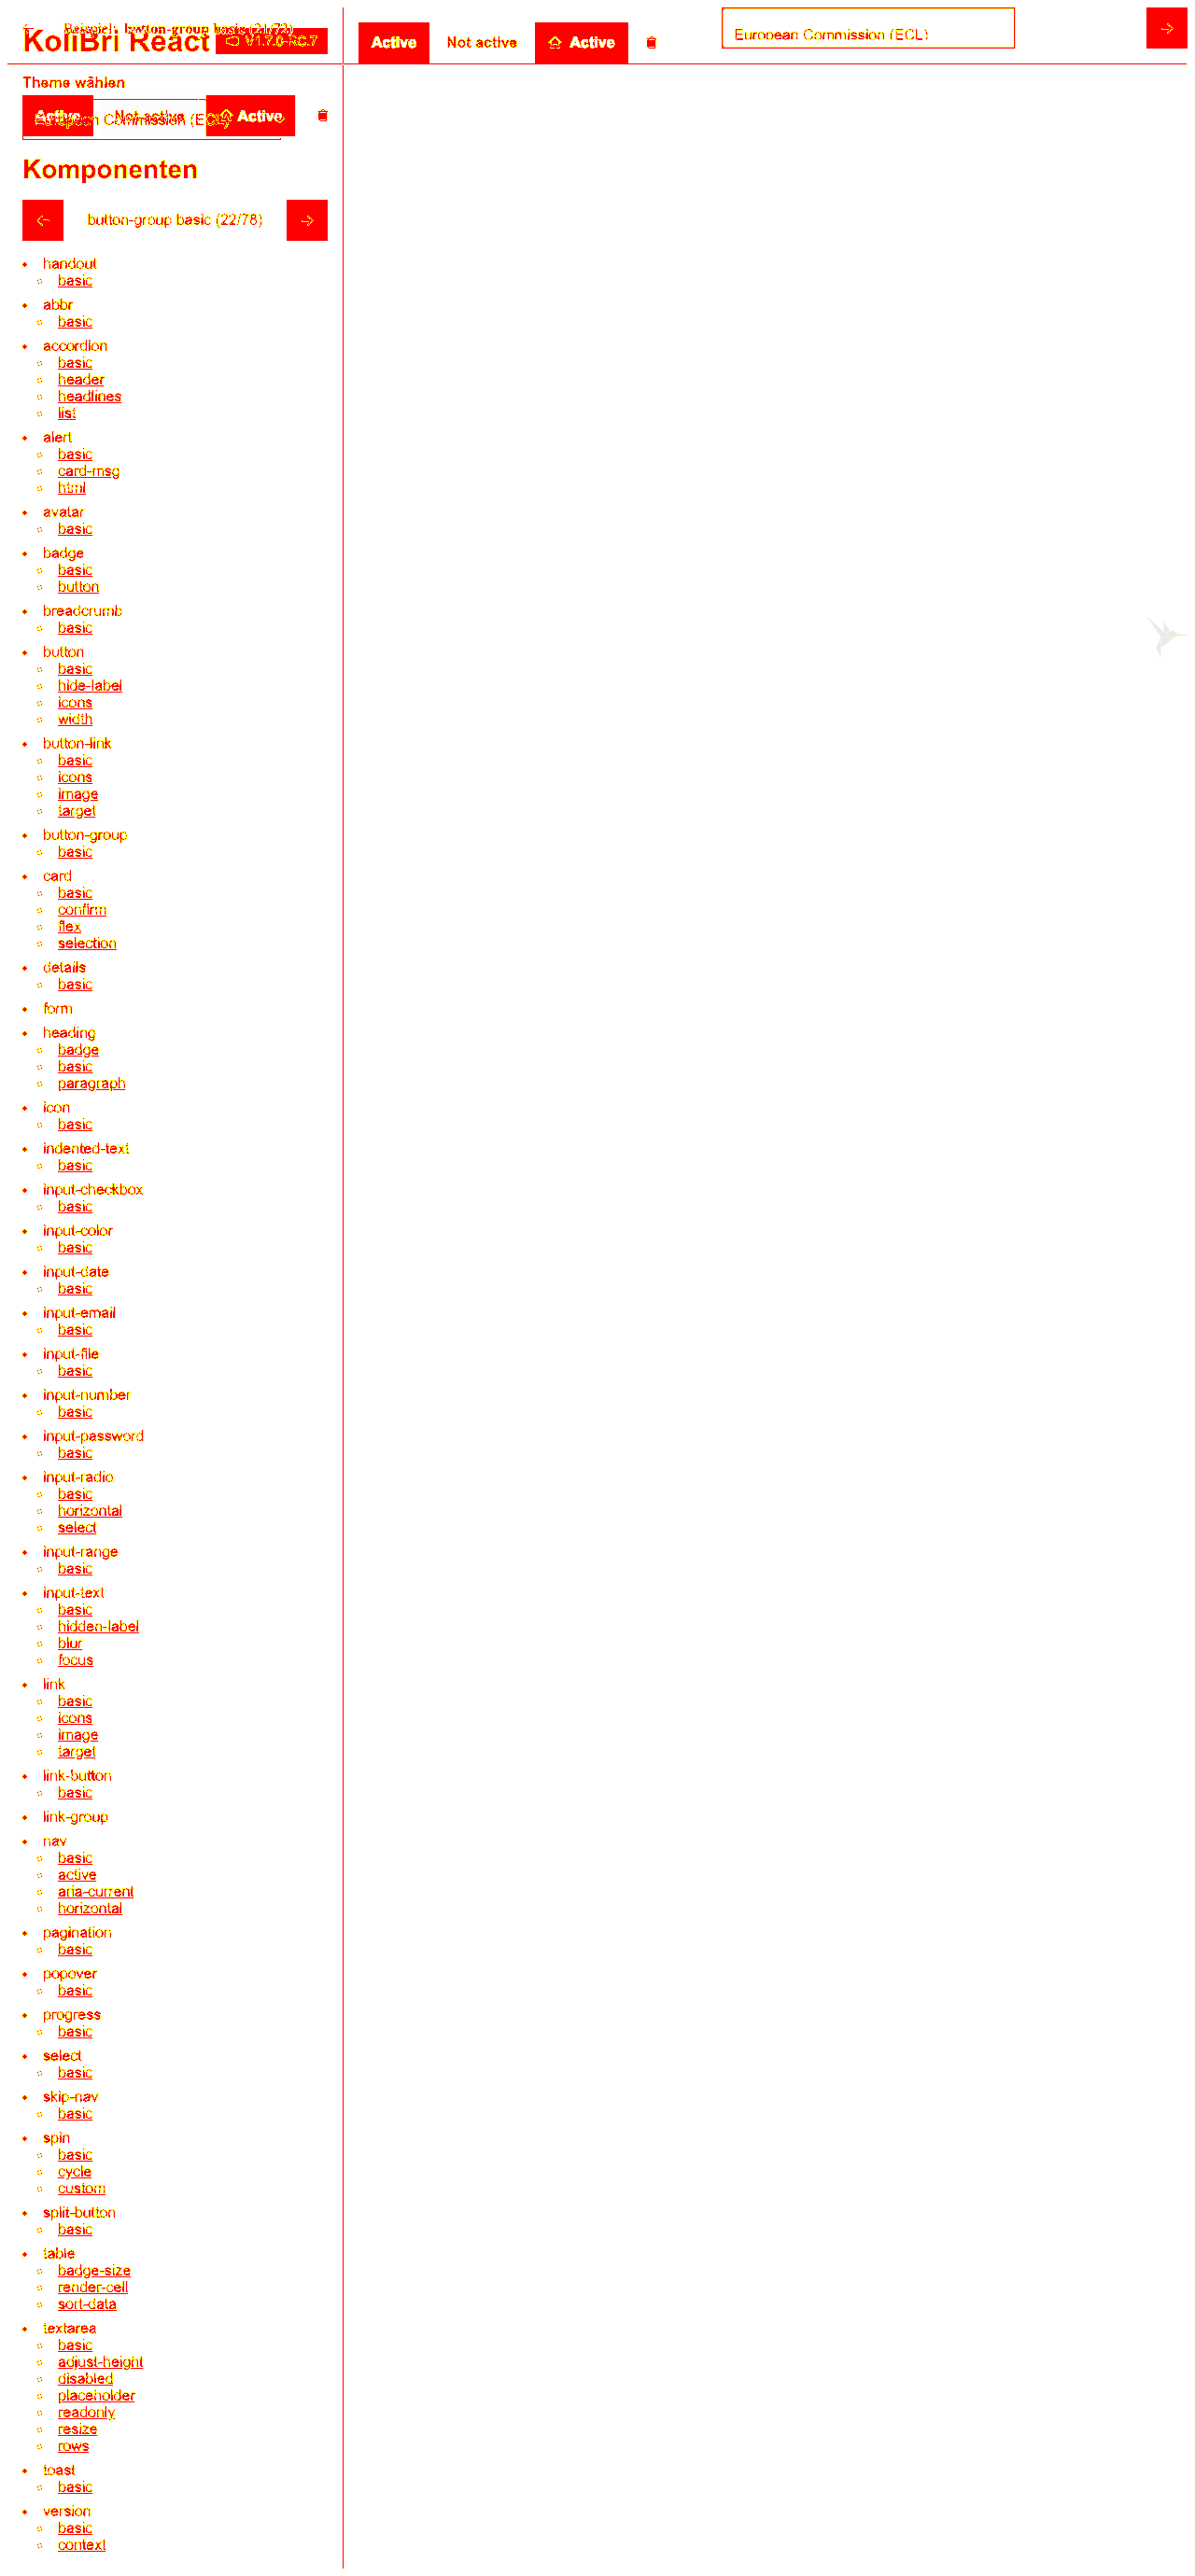 ← Beispiel: button-group basic (21/72)
KoliBri React V1.7.0-RC.7
Active Not active Active
European Commission (ECL)
Theme wählen
Active Not active Active
European Commission (ECL)
Komponenten
button-group basic (22/78)
handout
basic
abbr
basic
accordion
basic
header
headlines
list
alert
basic
card-msg
html
avatar
basic
badge
basic
button
breadcrumb
basic
button
basic
hide-label
icons
width
button-link
basic
icons
image
target
button-group
basic
card
basic
confirm
flex
selection
details
basic
form
heading
badge
basic
paragraph
icon
basic
indented-text
basic
input-checkbox
basic
input-color
basic
input-date
basic
input-email
basic
input-file
basic
input-number
basic
input-password
basic
input-radio
basic
horizontal
select
input-range
basic
input-text
basic
hidden-label
blur
focus
link
basic
icons
image
target
link-button
basic
link-group
nav
basic
active
aria-current
horizontal
pagination
basic
popover
basic
progress
basic
select
basic
skip-nav
basic
spin
basic
cycle
custom
split-button
basic
table
badge-size
render-cell
sort-data
textarea
basic
adjust-height
disabled
placeholder
readonly
resize
rows
toast
basic
version
basic
context